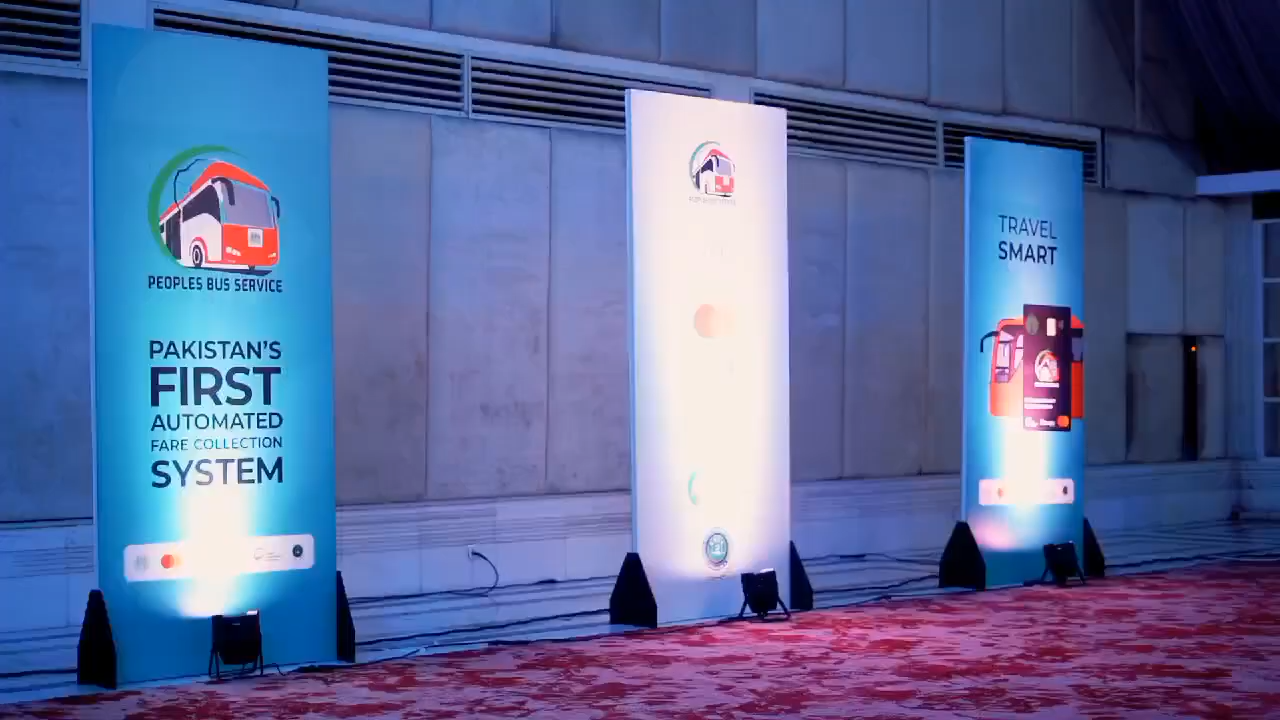 PEOPLES BUS SERVICE
PAKISTAN'S
FIRST
AUTOMATED
FARE COLLECTION
SYSTEM
TRAVEL
SMART